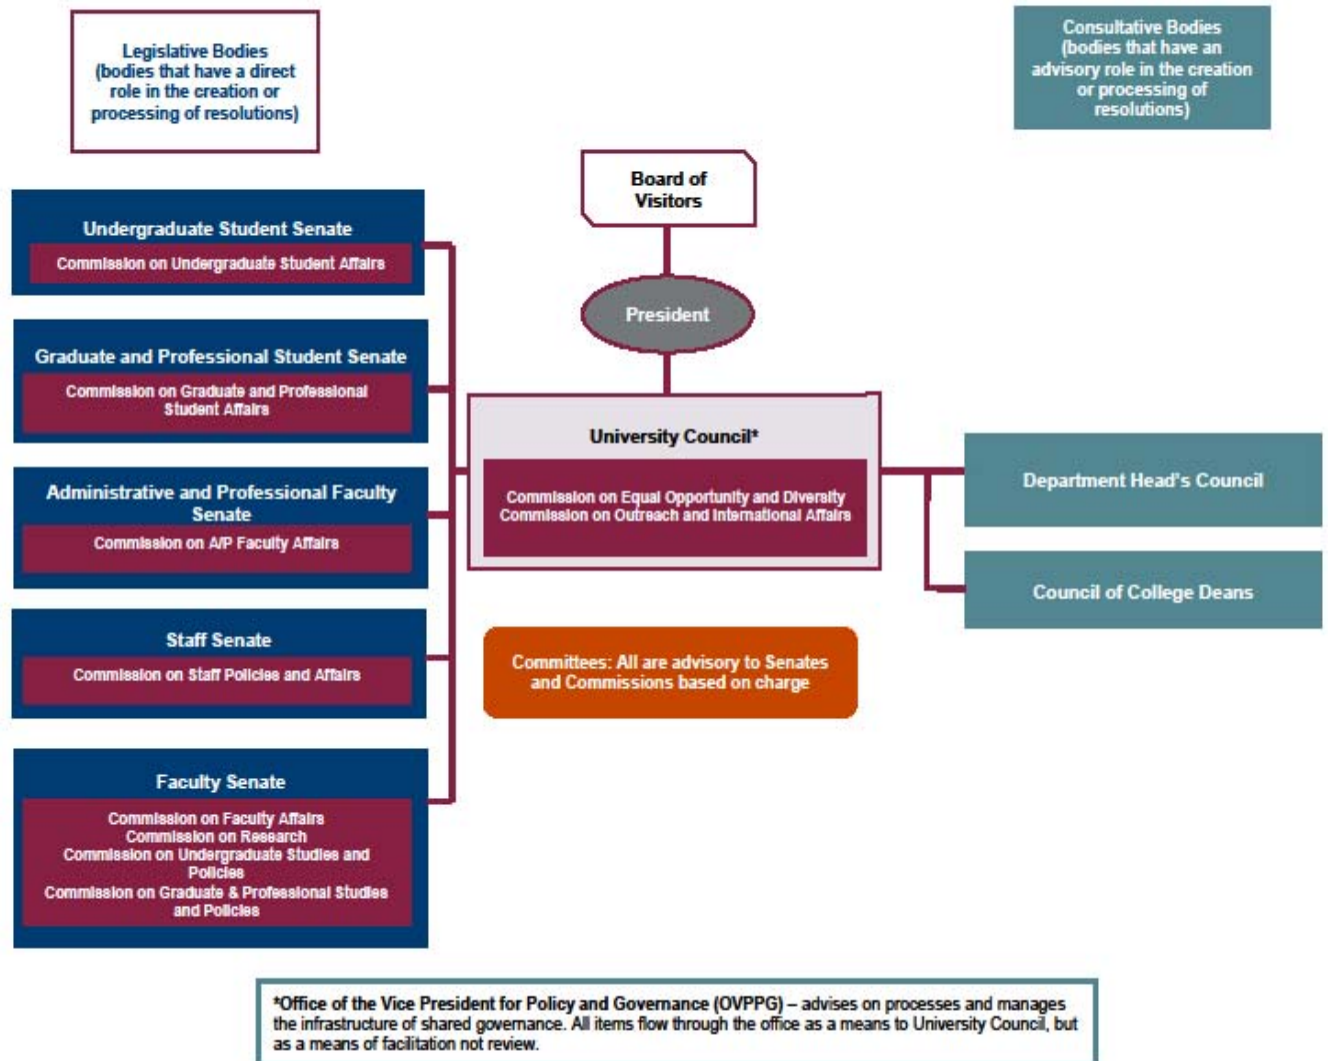 Legislative Bodies
(bodies that have a direct
role in the creation or
processing of resolutions)
Consultative Bodies
(bodies that have an
advisory role in the creation
or processing of
resolutions)
Board of
Visitors
President
Undergraduate Student Senate
Commission on Undergraduate Student Affairs
Graduate and Professional Student Senate
Commission on Graduate and Professional
Student Affairs
Administrative and Professional Faculty
Senate
Commission on A/P Faculty Affairs
Staff Senate
Commission on Staff Policies and Affairs
Faculty Senate
Commission on Faculty Affairs
Commission on Research
Commission on Undergraduate Studies and
Policies
Commission on Graduate & Professional Studies
and Policies
University Council*
Commission on Equal Opportunity and Diversity
Commission on Outreach and International Affairs
Committees: All are advisory to Senates
and Commissions based on charge
Department Head's Council
Council of College Deans
*Office of the Vice President for Policy and Governance (OVPPG) – advises on processes and manages
the infrastructure of shared governance. All items flow through the office as a means to University Council, but
as a means of facilitation not review.